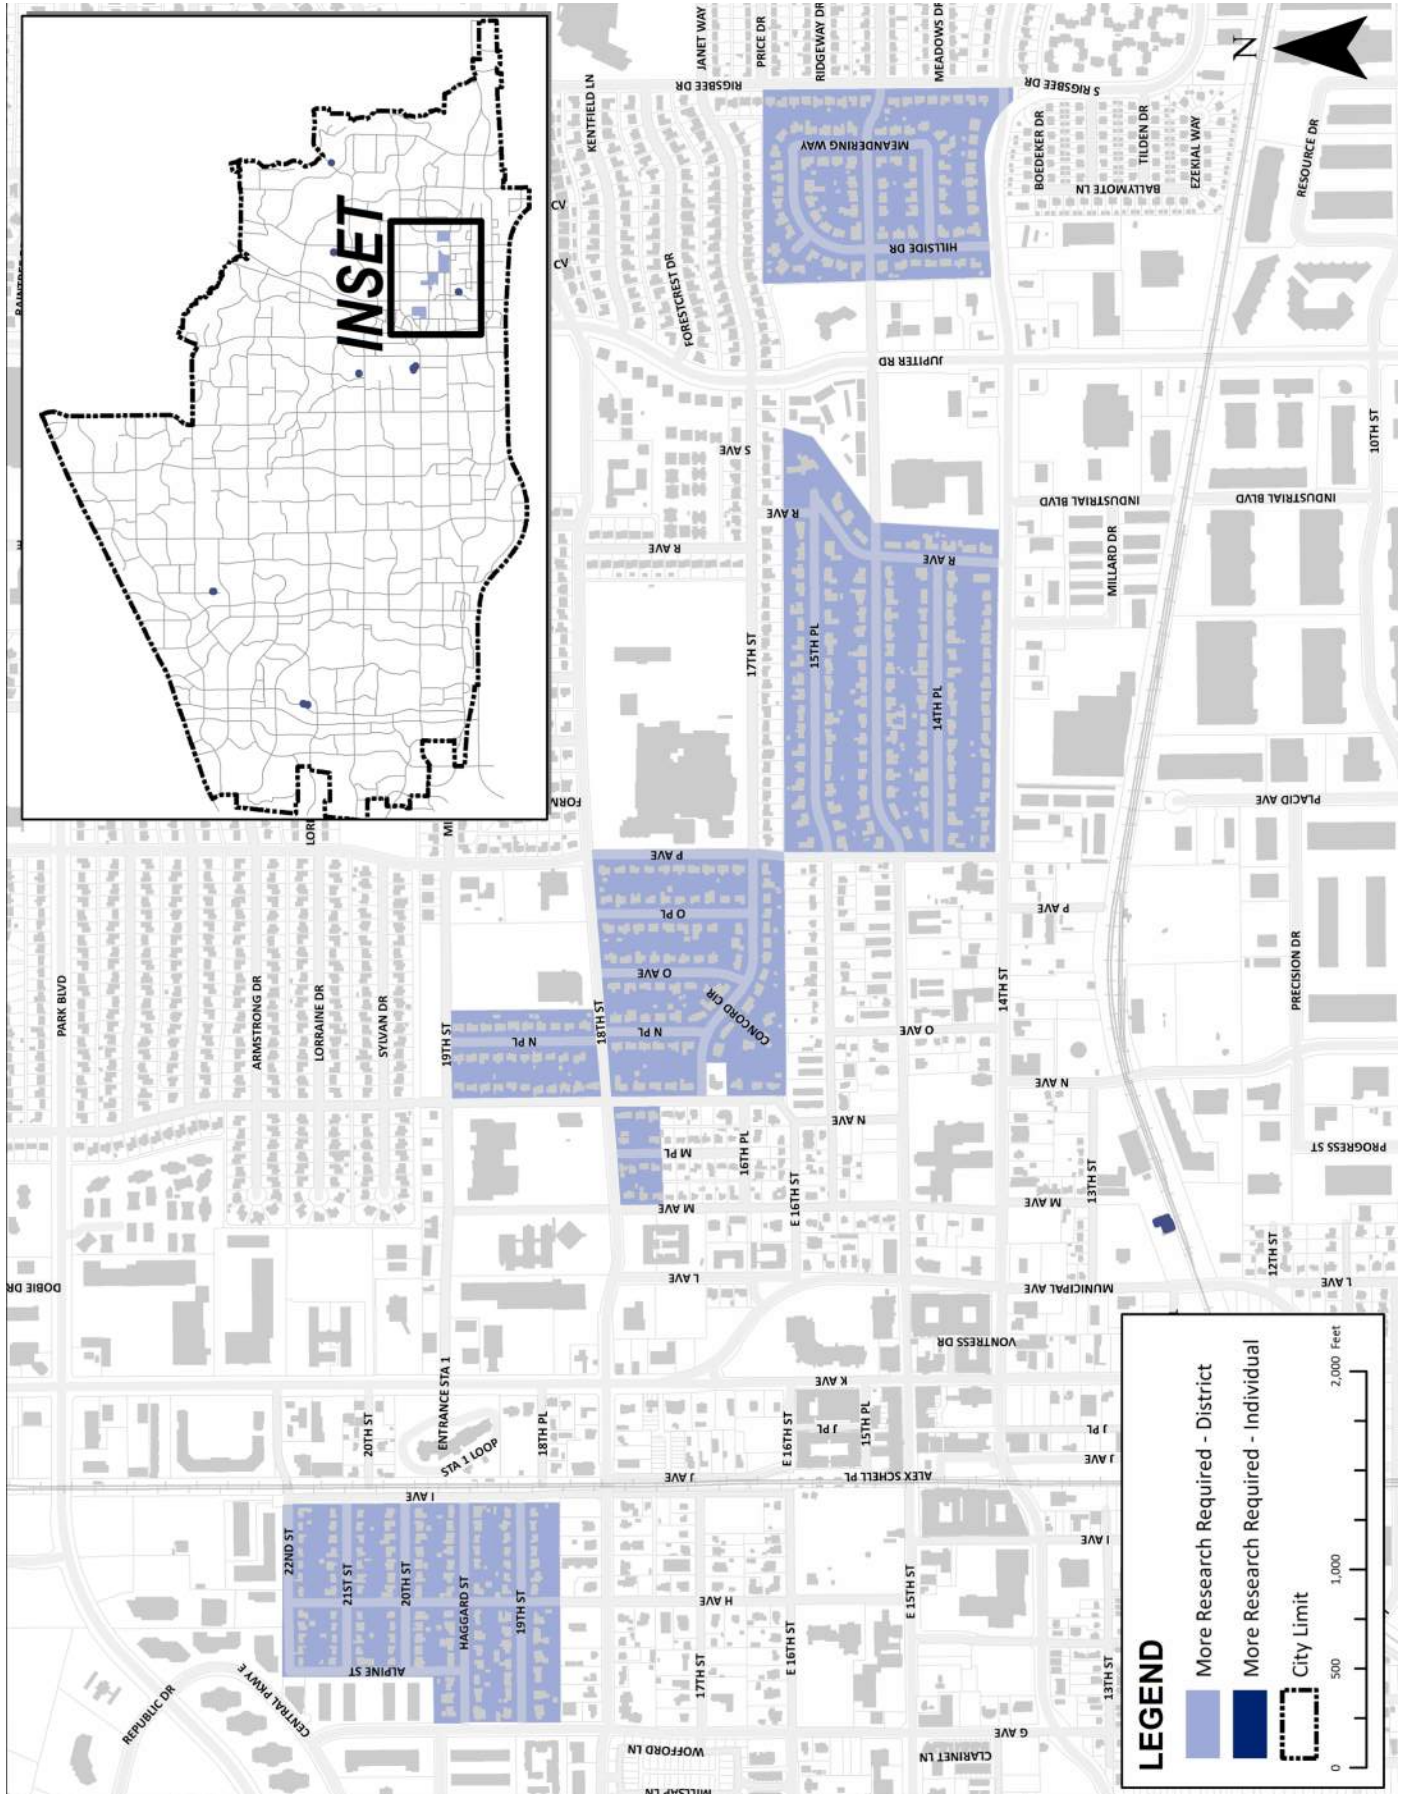 INSET
N
JANET WAY
PRICE DR
RIDGEWAY DR
MEADOWS DR
RIGSBEE DR
S RIGSBEE DR
KENTFIELD LN
MEANDERING WAY
BOEDEKER DR
TILDEN DR
EZEKIAL WAY
BALLYMOTE LN
RESOURCE DR
CV
CV
HILLSIDE DR
FORESTCREST DR
JUPITER RD
S AVE
10TH ST
R AVE
R AVE
R AVE
INDUSTRIAL BLVD
INDUSTRIAL BLVD
MILLARD DR
17TH ST
15TH PL
14TH PL
PLACID AVE
FORM
LORI
MI
P AVE
O PL
O AVE
P AVE
PARK BLVD
ARMSTRONG DR
LORRAINE DR
SYLVAN DR
19TH ST
N PL
18TH ST
N PL
CONCORD CIR
O AVE
14TH ST
PRECISION DR
N AVE
N AVE
M PL
16TH PL
E 16TH ST
M AVE
M AVE
13TH ST
PROGRESS ST
12TH ST
DOBIE DR
L AVE
MUNICIPAL AVE
L AVE
VONTRESS DR
K AVE
ENTRANCE STA 1
20TH ST
STA 1 LOOP
18TH PL
E 16TH ST
J PL
15TH PL
J PL
J AVE
J AVE
ALEX SCHELL PL
I AVE
22ND ST
21ST ST
20TH ST
HAGGARD ST
19TH ST
ALPINE ST
H AVE
17TH ST
E 16TH ST
E 15TH ST
I AVE
13TH ST
REPUBLIC DR
CENTRAL PKWY E
G AVE
WOFFORD LN
CLARINET LN
MILLSAP LN
LEGEND
More Research Required - District
More Research Required - Individual
City Limit
0 500 1,000 2,000 Feet